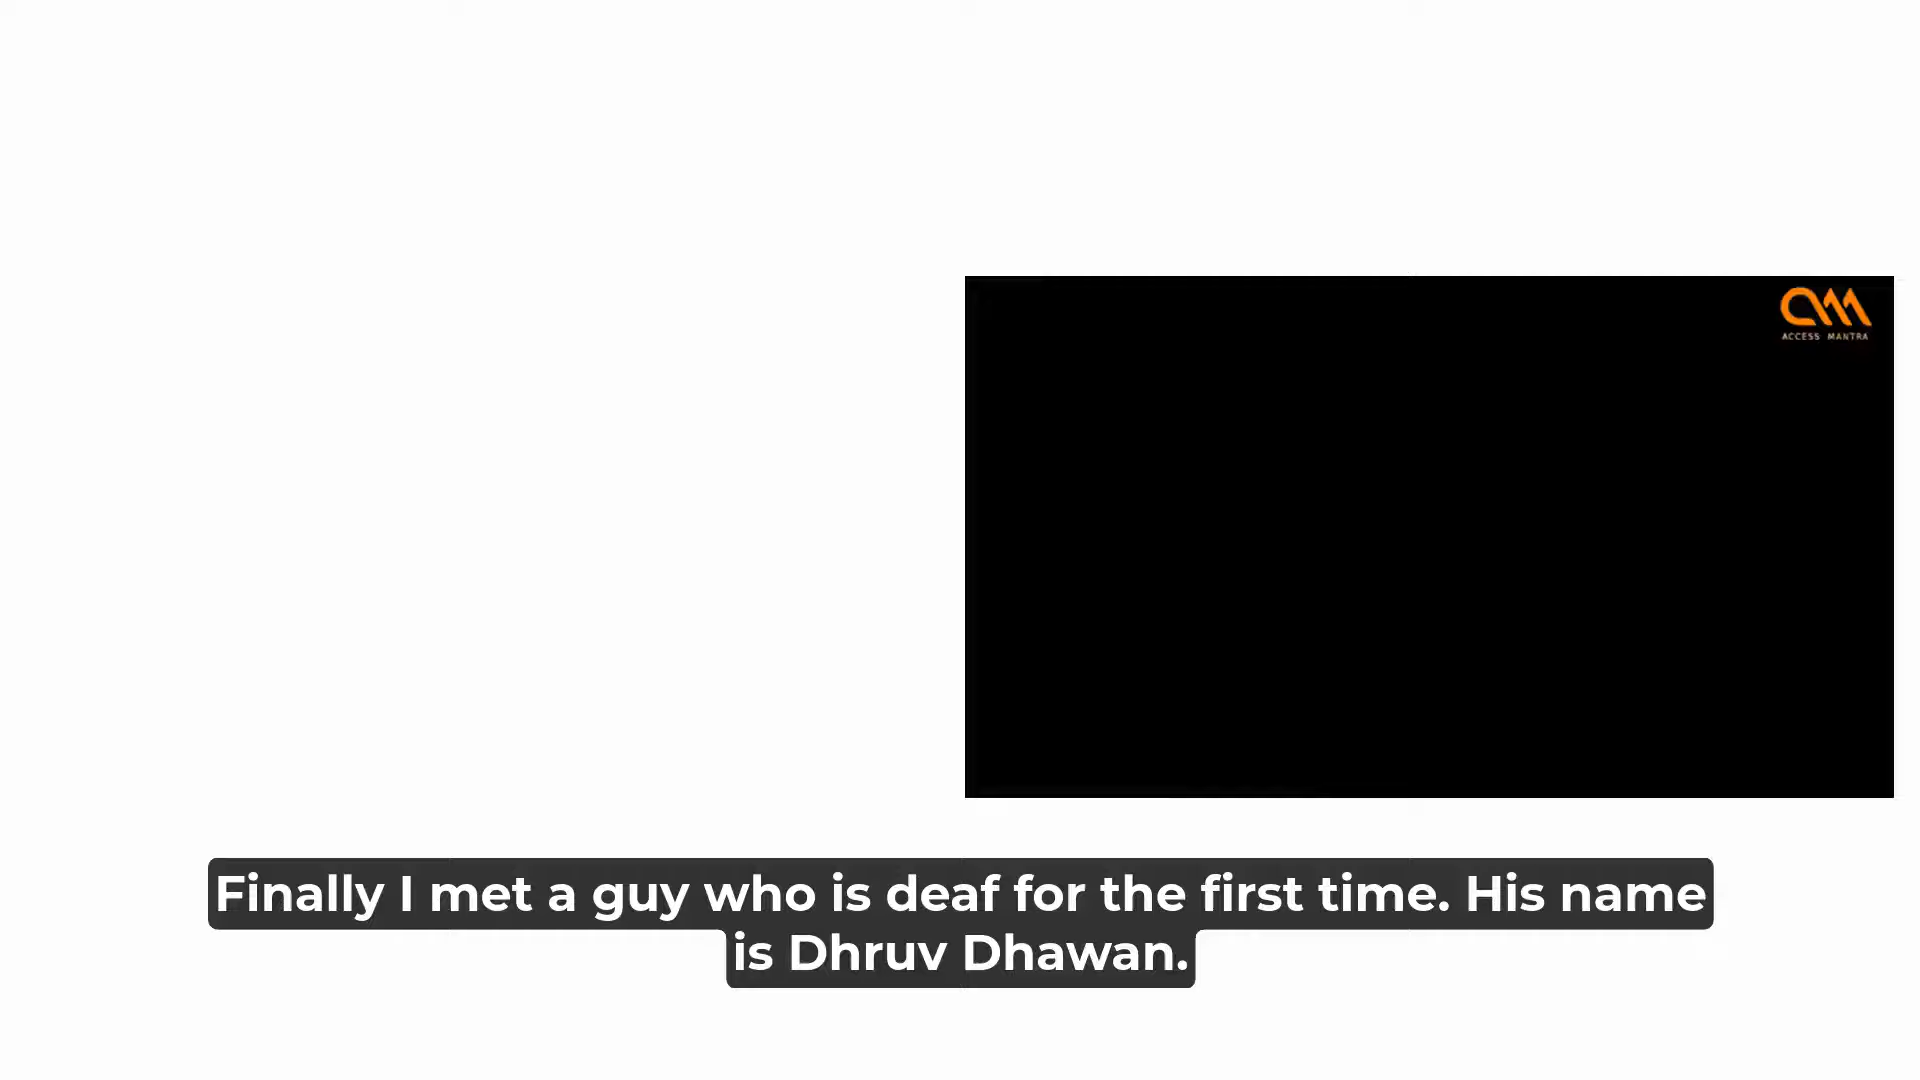 ACCESS MANTRA
Finally I met a guy who is deaf for the first time. His name
is Dhruv Dhawan.